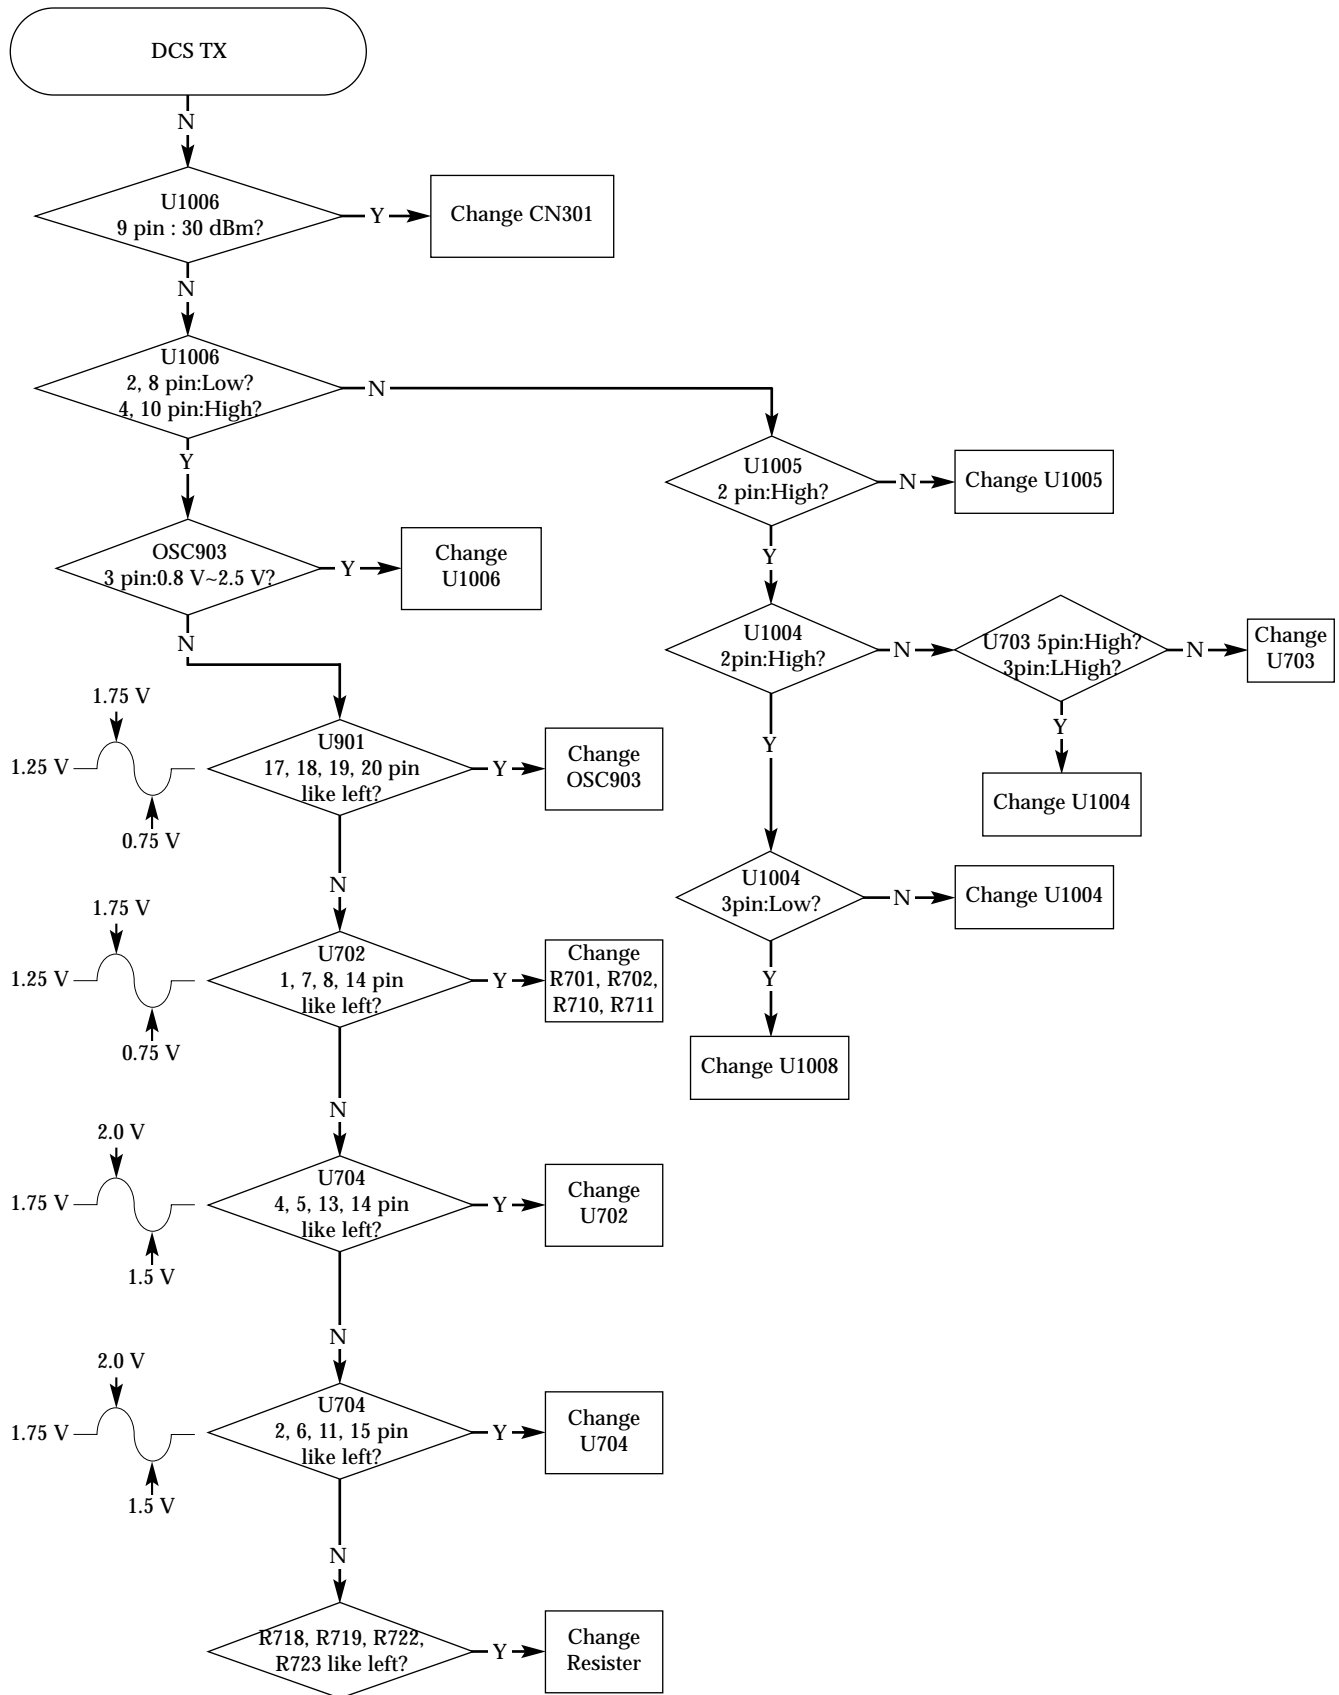 DCS TX
N
U1006
9 pin : 30 dBm?
Y
Change CN301
N
U1006
2, 8 pin:Low?
4, 10 pin:High?
N
Y
U1005
2 pin:High?
N
Change U1005
Y
OSC903
3 pin:0.8 V~2.5 V?
Y
Change
U1006
N
U1004
2pin:High?
N
U703 5pin:High?
3pin:LHigh?
N
Change
U703
Y
Change U1004
Y
1.75 V
1.25 V
0.75 V
U901
17, 18, 19, 20 pin
like left?
Y
Change
OSC903
N
U1004
3pin:Low?
N
Change U1004
Y
Change U1008
1.75 V
1.25 V
0.75 V
U702
1, 7, 8, 14 pin
like left?
Y
Change
R701, R702,
R710, R711
N
2.0 V
1.75 V
1.5 V
U704
4, 5, 13, 14 pin
like left?
Y
Change
U702
N
2.0 V
1.75 V
1.5 V
U704
2, 6, 11, 15 pin
like left?
Y
Change
U704
N
R718, R719, R722,
R723 like left?
Y
Change
Resister